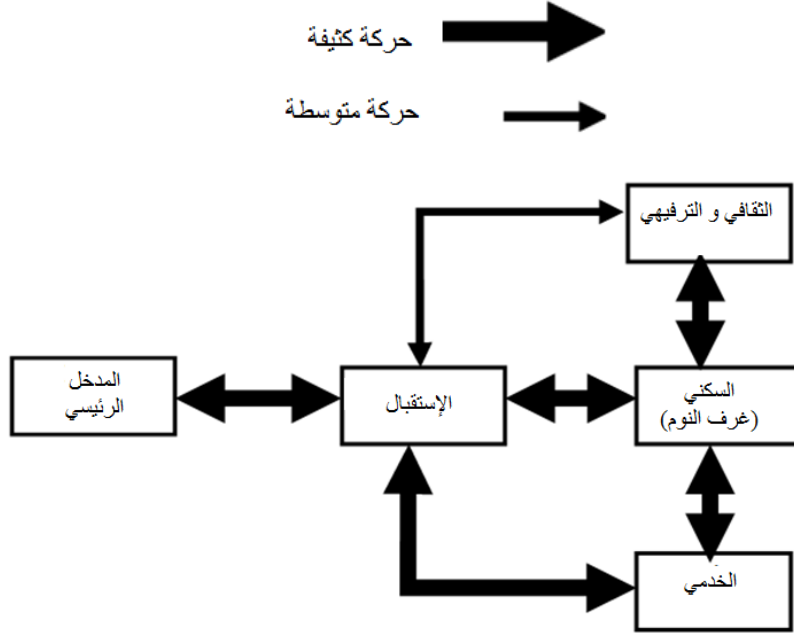 حركة كثيفة
حركة متوسطة
الثقافي و الترفيهي
المدخل
الرئيسي
الإستقبال
السكني
(غرف النوم)
الخدمي